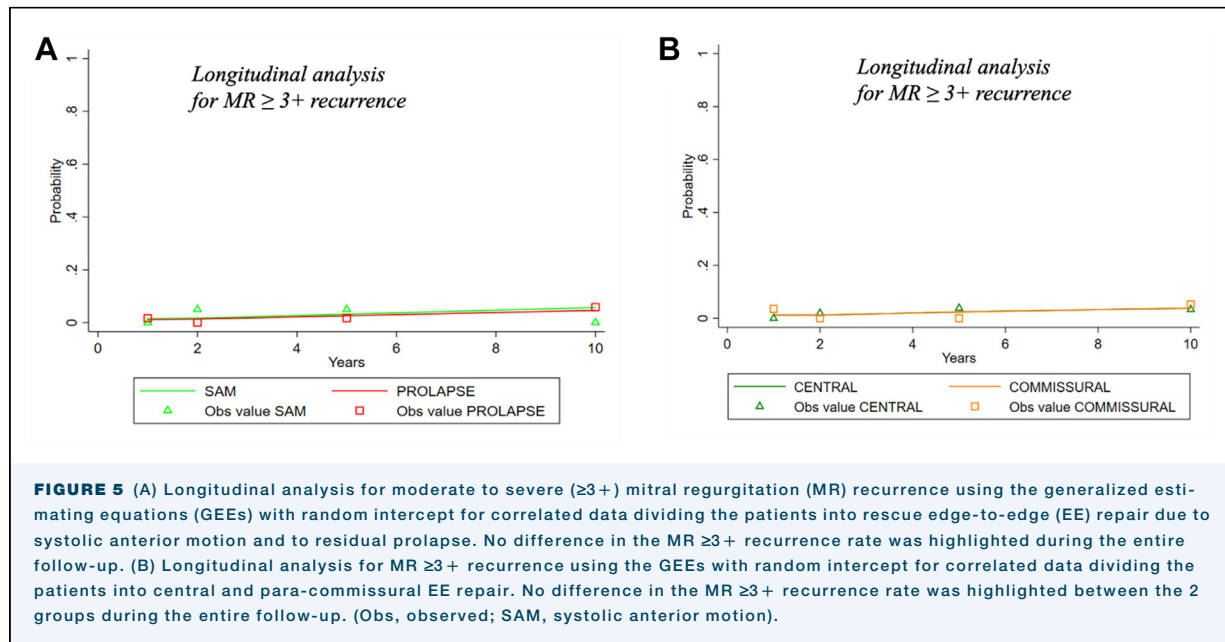 A
Longitudinal analysis
for MR ≥ 3+ recurrence
Probability
1
.8
.6
.4
.2
0
0 2 4 6 8 10
Years
SAM PROLAPSE
Obs value SAM Obs value PROLAPSE
B
Longitudinal analysis
for MR ≥ 3+ recurrence
Probability
1
.8
.6
.4
.2
0
0 2 4 6 8 10
Years
CENTRAL COMMISSURAL
Obs value CENTRAL Obs value COMMISSURAL
FIGURE 5 (A) Longitudinal analysis for moderate to severe (≥3+) mitral regurgitation (MR) recurrence using the generalized esti-
mating equations (GEEs) with random intercept for correlated data dividing the patients into rescue edge-to-edge (EE) repair due to
systolic anterior motion and to residual prolapse. No difference in the MR ≥3+ recurrence rate was highlighted during the entire
follow-up. (B) Longitudinal analysis for MR ≥3+ recurrence using the GEEs with random intercept for correlated data dividing the
patients into central and para-commissural EE repair. No difference in the MR ≥3+ recurrence rate was highlighted between the 2
groups during the entire follow-up. (Obs, observed; SAM, systolic anterior motion).